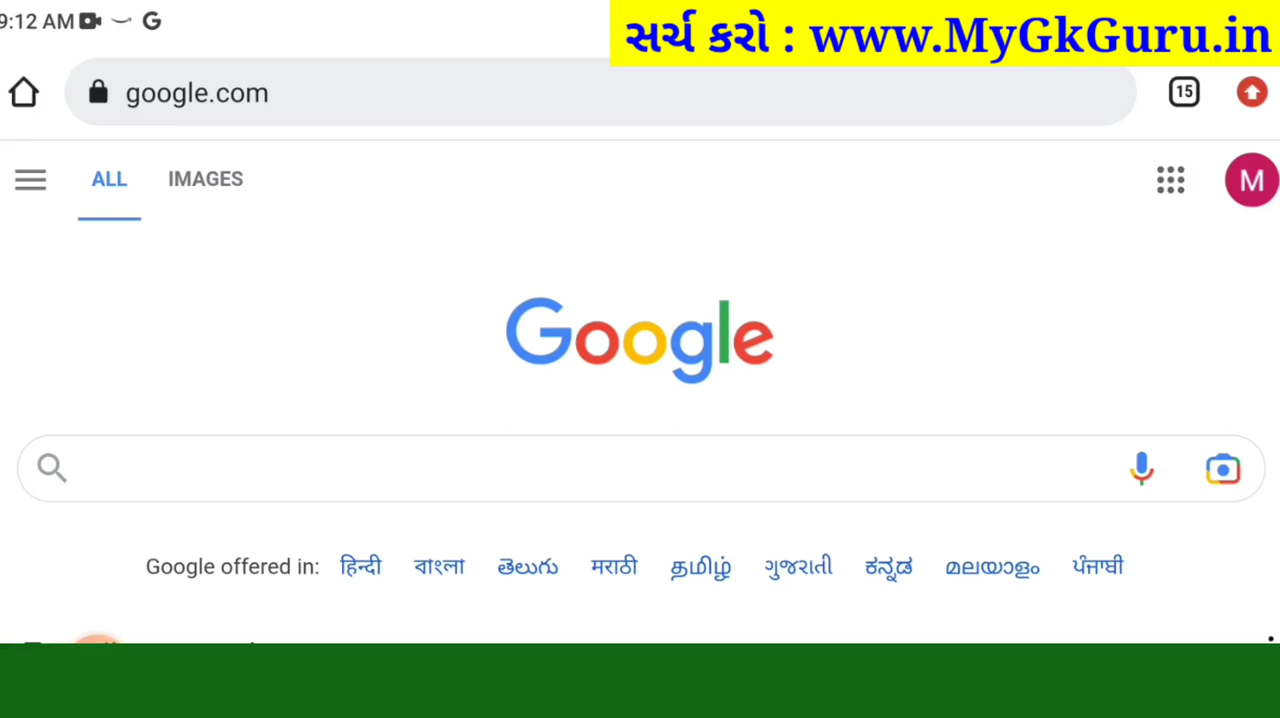 9:12 AM
સર્ચ કરો : www.MyGkGuru.in
google.com
15
ALL IMAGES
M
Google
Google offered in: हिन्दी বাংলা తెలుగు मराठी தமிழ் ગુજરાતી ಕನ್ನಡ മലയാളം ਪੰਜਾਬੀ